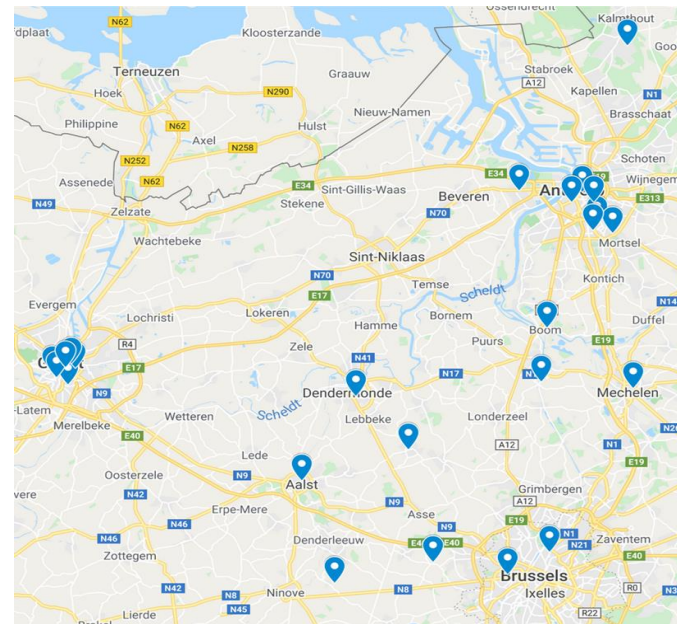 Ossendrecht
Kalmthout
N62
Kloosterzande
Terneuzen
Stabroek
A12
Graauw
Hoek
N290
Kapellen
N1
Nieuw-Namen
Brasschaat
Philippine
N62
Hulst
Axel
N258
Schoten
N252
Assenede
N62
E34
Sint-Gillis-Waas
E34
E19
Beveren
E313
N49
Stekene
Zelzate
N70
Wachtebeke
Mortsel
Sint-Niklaas
N70
Kontich
Temse
E17
Scheldt
N14
Evergem
Lokeren
Bornem
Lochristi
Hamme
Boom
Duffel
R4
Zele
Puurs
E19
N41
E17
N17
Dendermonde
Mechelen
N9
-Latem
Scheldt
Merelbeke
Wetteren
Lebbeke
Londerzeel
E40
A12
N1
Lede
E19
Oosterzele
N9
Aalst
Grimbergen
N42
N9
A12
Erpe-Mere
Asse
E19
N46
N9
N1
Zaventem
N46
Denderleeuw
E40
N21
Zottegem
E40
Brussels
N42
N8
N8
R0
Ninove
Ixelles
N45
Lierde
R22